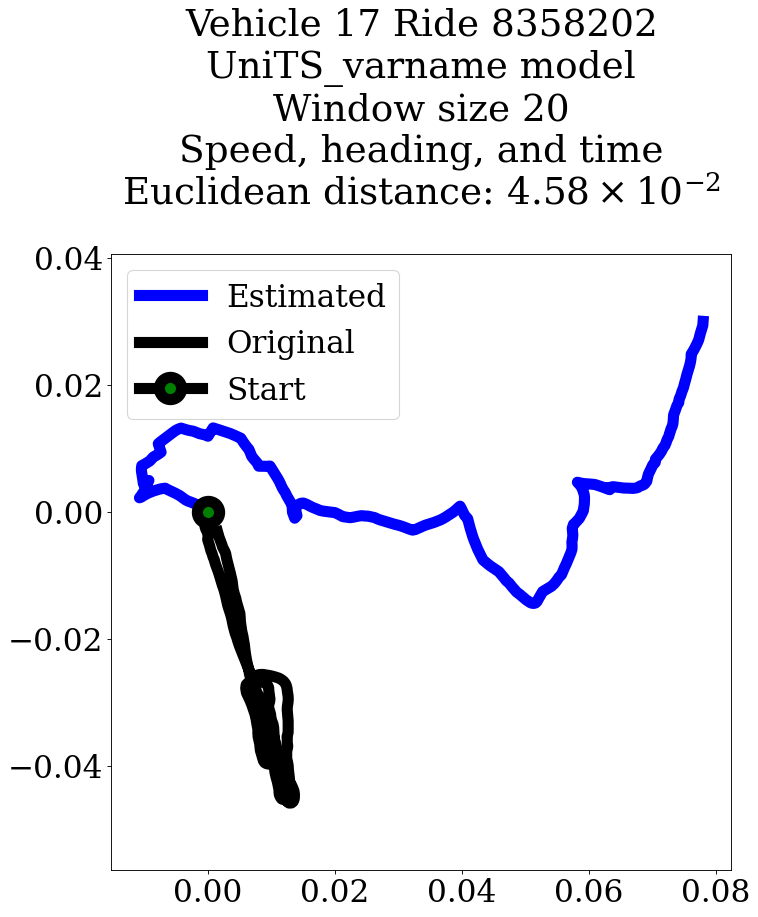 Vehicle 17 Ride 8358202
UniTS_varname model
Window size 20
Speed, heading, and time
Euclidean distance: 4.58 × 10⁻²
0.04
0.02
0.00
−0.02
−0.04
Estimated
Original
Start
0.00 0.02 0.04 0.06 0.08